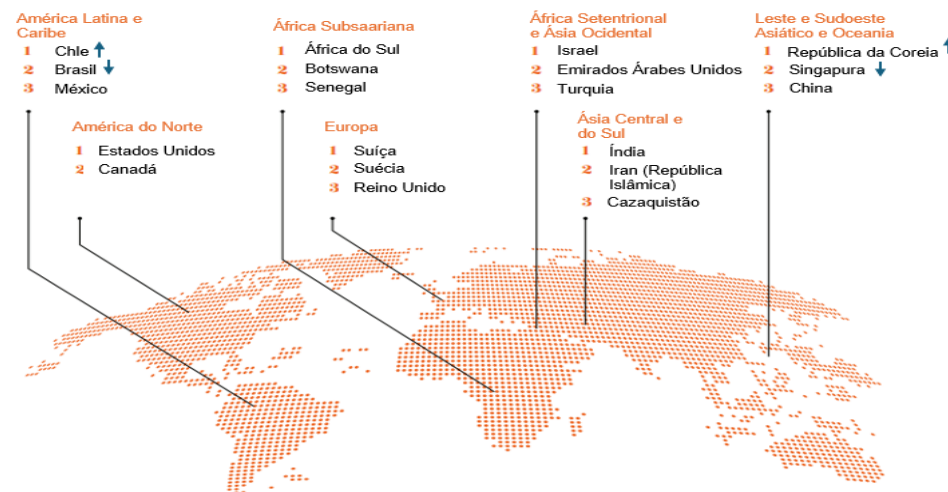 América Latina e
Caribe
1 Chle
2 Brasil
3 México
África Subsaariana
1 África do Sul
2 Botswana
3 Senegal
África Setentrional
e Ásia Ocidental
1 Israel
2 Emirados Árabes Unidos
3 Turquia
Leste e Sudoeste
Asiático e Oceania
1 República da Coreia
2 Singapura
3 China
América do Norte
1 Estados Unidos
2 Canadá
Europa
1 Suíça
2 Suécia
3 Reino Unido
Ásia Central e
do Sul
1 Índia
2 Iran (República
Islâmica)
3 Cazaquistão